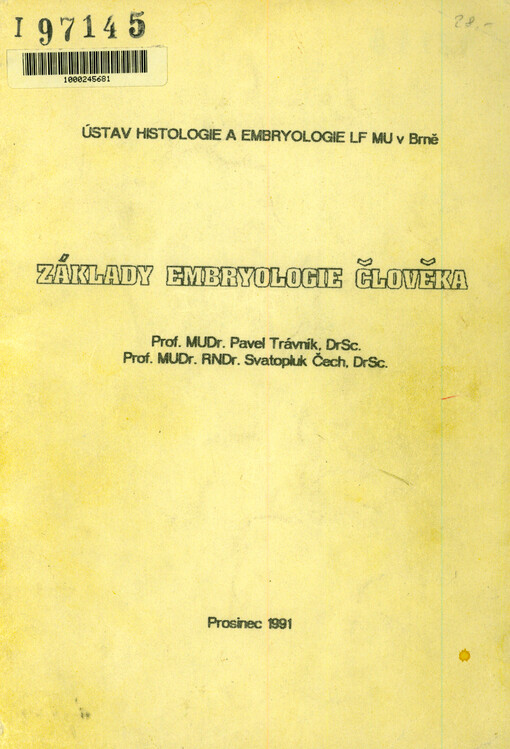 I 97145
28,-
1000245681
ÚSTAV HISTOLOGIE A EMBRYOLOGIE LF MU v Brně
ZÁKLADY EMBRYOLOGIE ČLOVĚKA
Prof. MUDr. Pavel Trávník, DrSc.
Prof. MUDr. RNDr. Svatopluk Čech, DrSc.
Prosinec 1991